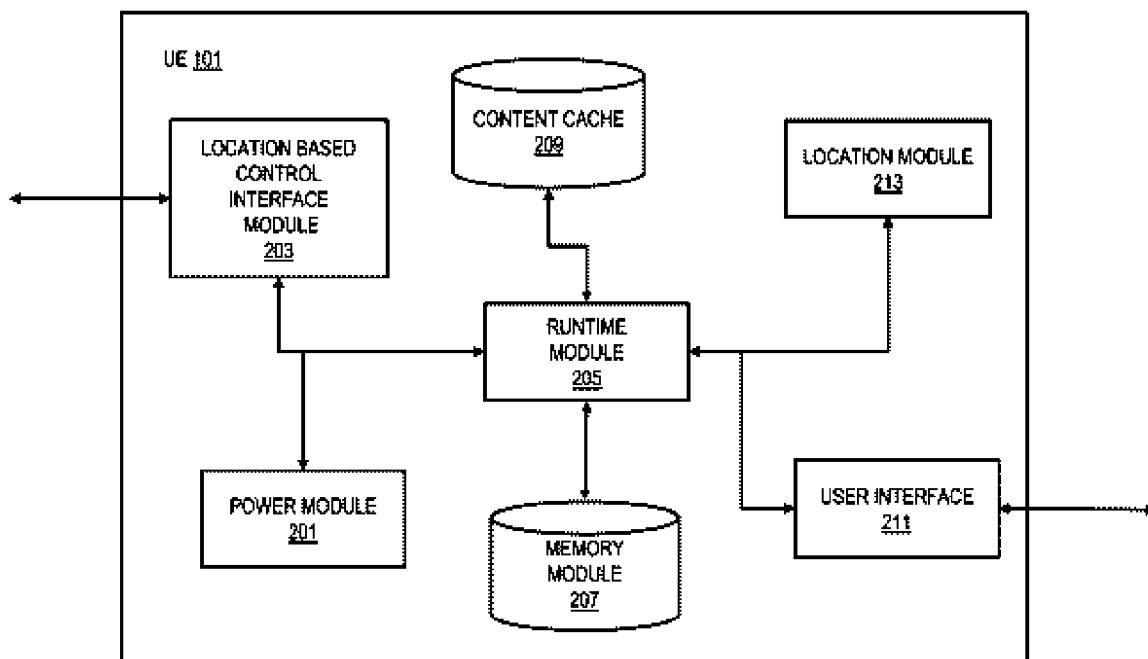 UE 101
CONTENT CACHE
209
LOCATION BASED
CONTROL
INTERFACE
MODULE
203
LOCATION MODULE
213
RUNTIME
MODULE
205
POWER MODULE
201
USER INTERFACE
211
MEMORY
MODULE
207